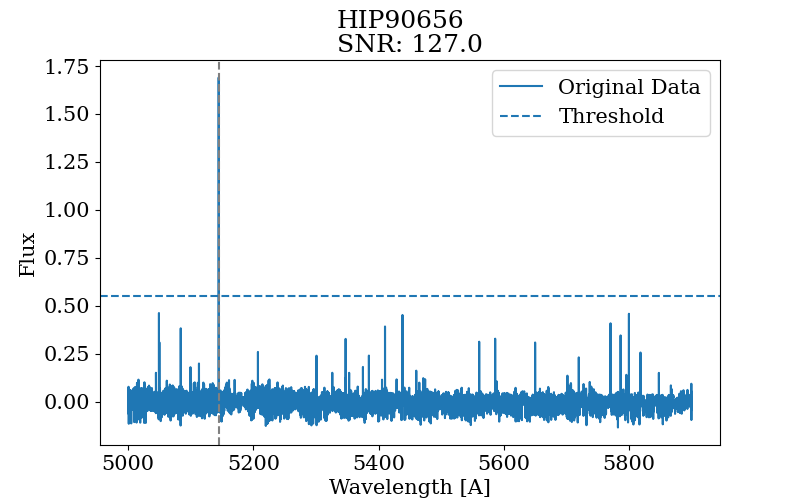 HIP90656
SNR: 127.0
Original Data
Threshold
1.75
1.50
1.25
1.00
0.75
0.50
0.25
0.00
Flux
5000 5200 5400 5600 5800
Wavelength [A]